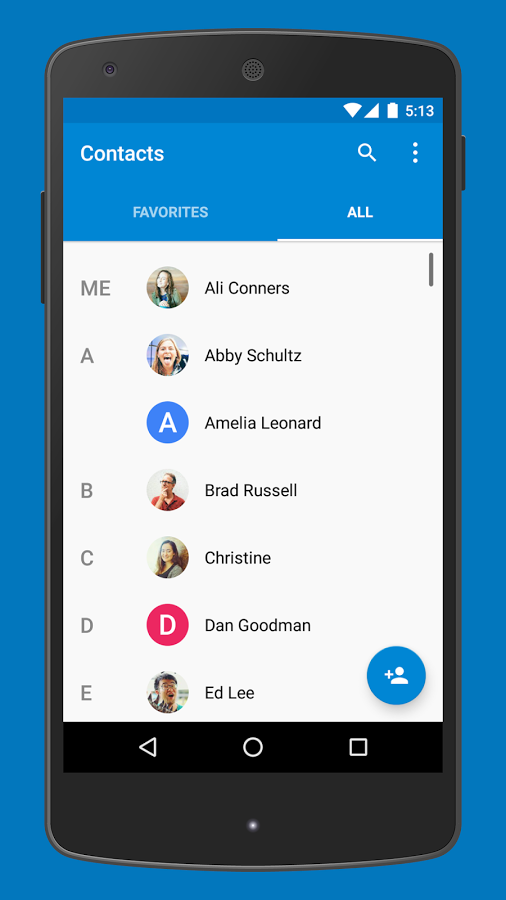 5:13
Contacts
FAVORITES ALL
ME Ali Conners
A Abby Schultz
A Amelia Leonard
B Brad Russell
C Christine
D D Dan Goodman
E Ed Lee